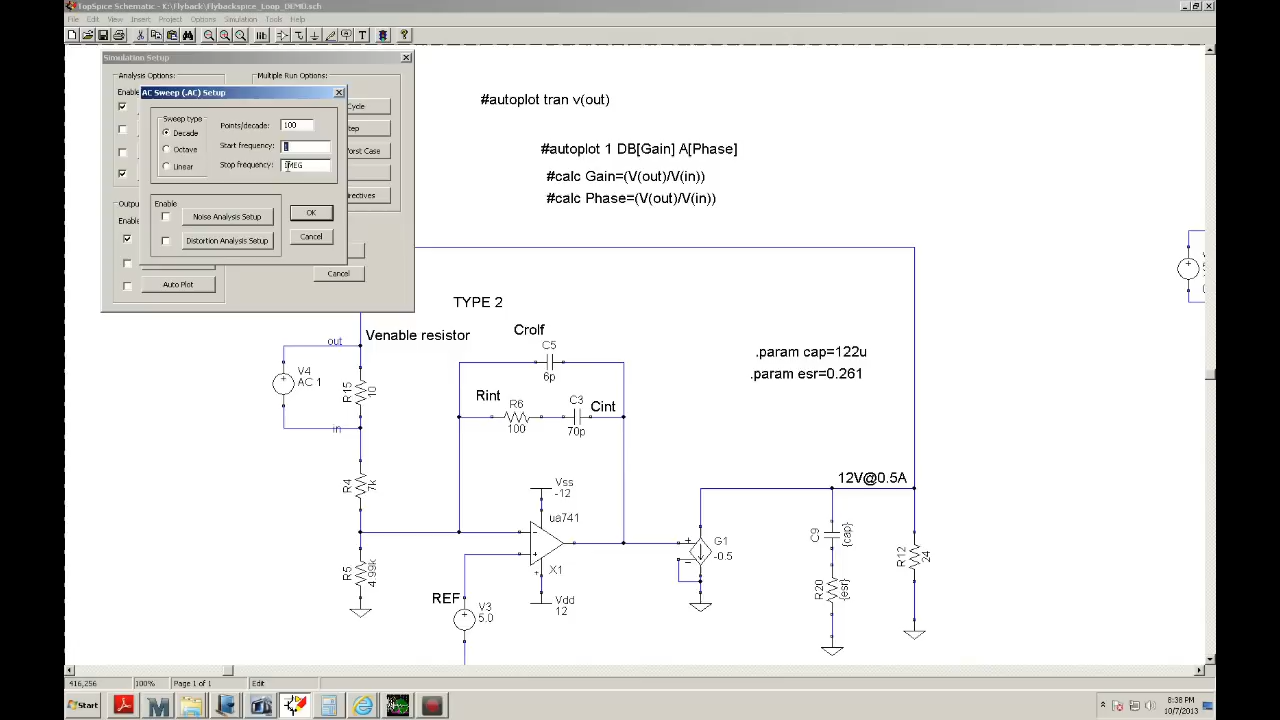 TopSpice Schematic - K:\Flyback\Flybackspice_Loop_DEMO.sch
File Edit View Insert Project Options Simulation Tools Help
Simulation Setup
Analysis Options:
Multiple Run Options:
AC Sweep (.AC) Setup
Sweep type
Decade
Octave
Linear
Points/decade: 100
Start frequency:
Stop frequency:
Enable
Noise Analysis Setup
Distortion Analysis Setup
OK
Cancel
Cancel
Auto Plot
#autoplot tran v(out)
#autoplot 1 DB[Gain] A[Phase]
#calc Gain=(V(out)/V(in))
#calc Phase=(V(out)/V(in))
TYPE 2
Venable resistor
out
V4
AC 1
R15
10
in
R4
7k
R5
4.99k
Crolf
C5
6p
Rint
R6
100
C3
70p
Cint
Vss
-12
ua741
X1
Vdd
12
REF
V3
5.0
G1
-0.5
.param cap=122u
.param esr=0.261
12V@0.5A
C9
{cap}
R20
{esr}
R12
24
416,256
100%
Page 1 of 1
Edit
Start
8:38 PM
10/7/2013